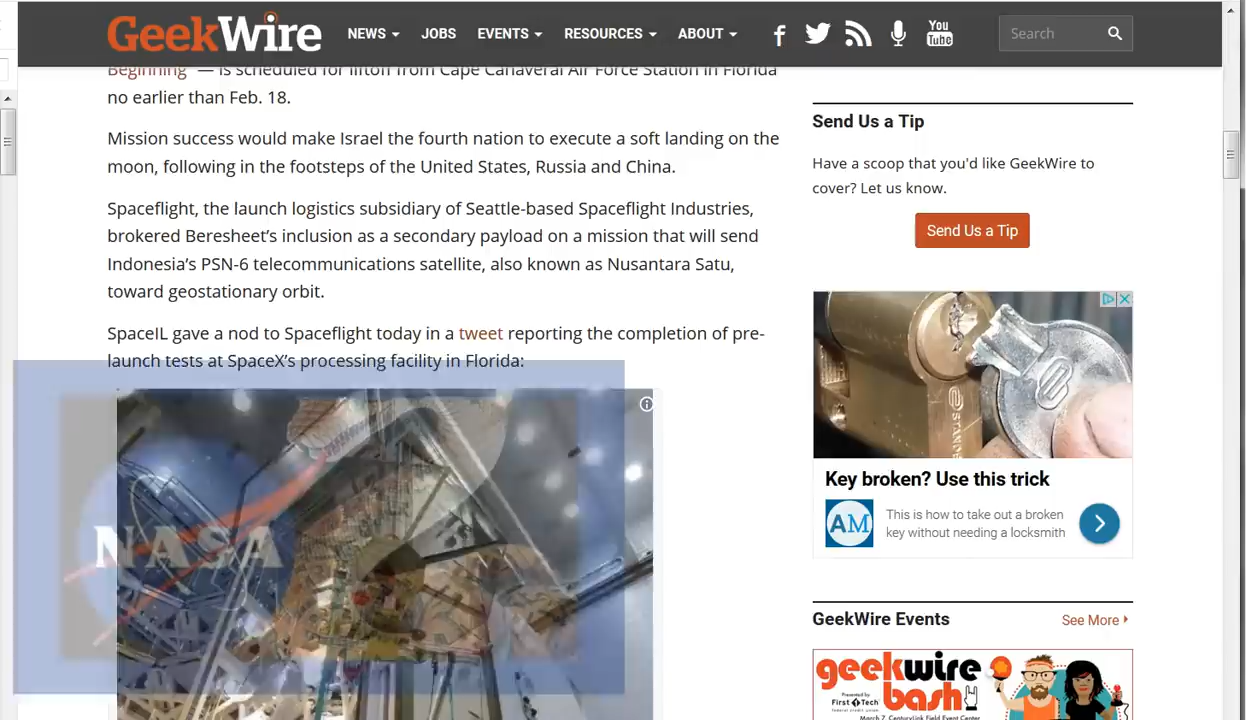 GeekWire
NEWS JOBS EVENTS RESOURCES ABOUT
You
Tube
Search
Beginning" — is scheduled for liftoff from Cape Canaveral Air Force Station in Florida
no earlier than Feb. 18.
Mission success would make Israel the fourth nation to execute a soft landing on the
moon, following in the footsteps of the United States, Russia and China.
Spaceflight, the launch logistics subsidiary of Seattle-based Spaceflight Industries,
brokered Beresheet's inclusion as a secondary payload on a mission that will send
Indonesia's PSN-6 telecommunications satellite, also known as Nusantara Satu,
toward geostationary orbit.
SpaceIL gave a nod to Spaceflight today in a tweet reporting the completion of pre-
launch tests at SpaceX's processing facility in Florida:
NASA
Send Us a Tip
Have a scoop that you'd like GeekWire to
cover? Let us know.
Send Us a Tip
Key broken? Use this trick
AM
This is how to take out a broken
key without needing a locksmith
GeekWire Events
See More
geekwire
Presented by
First Tech
federal credit union
bash
March 7, CenturyLink Field Event Center